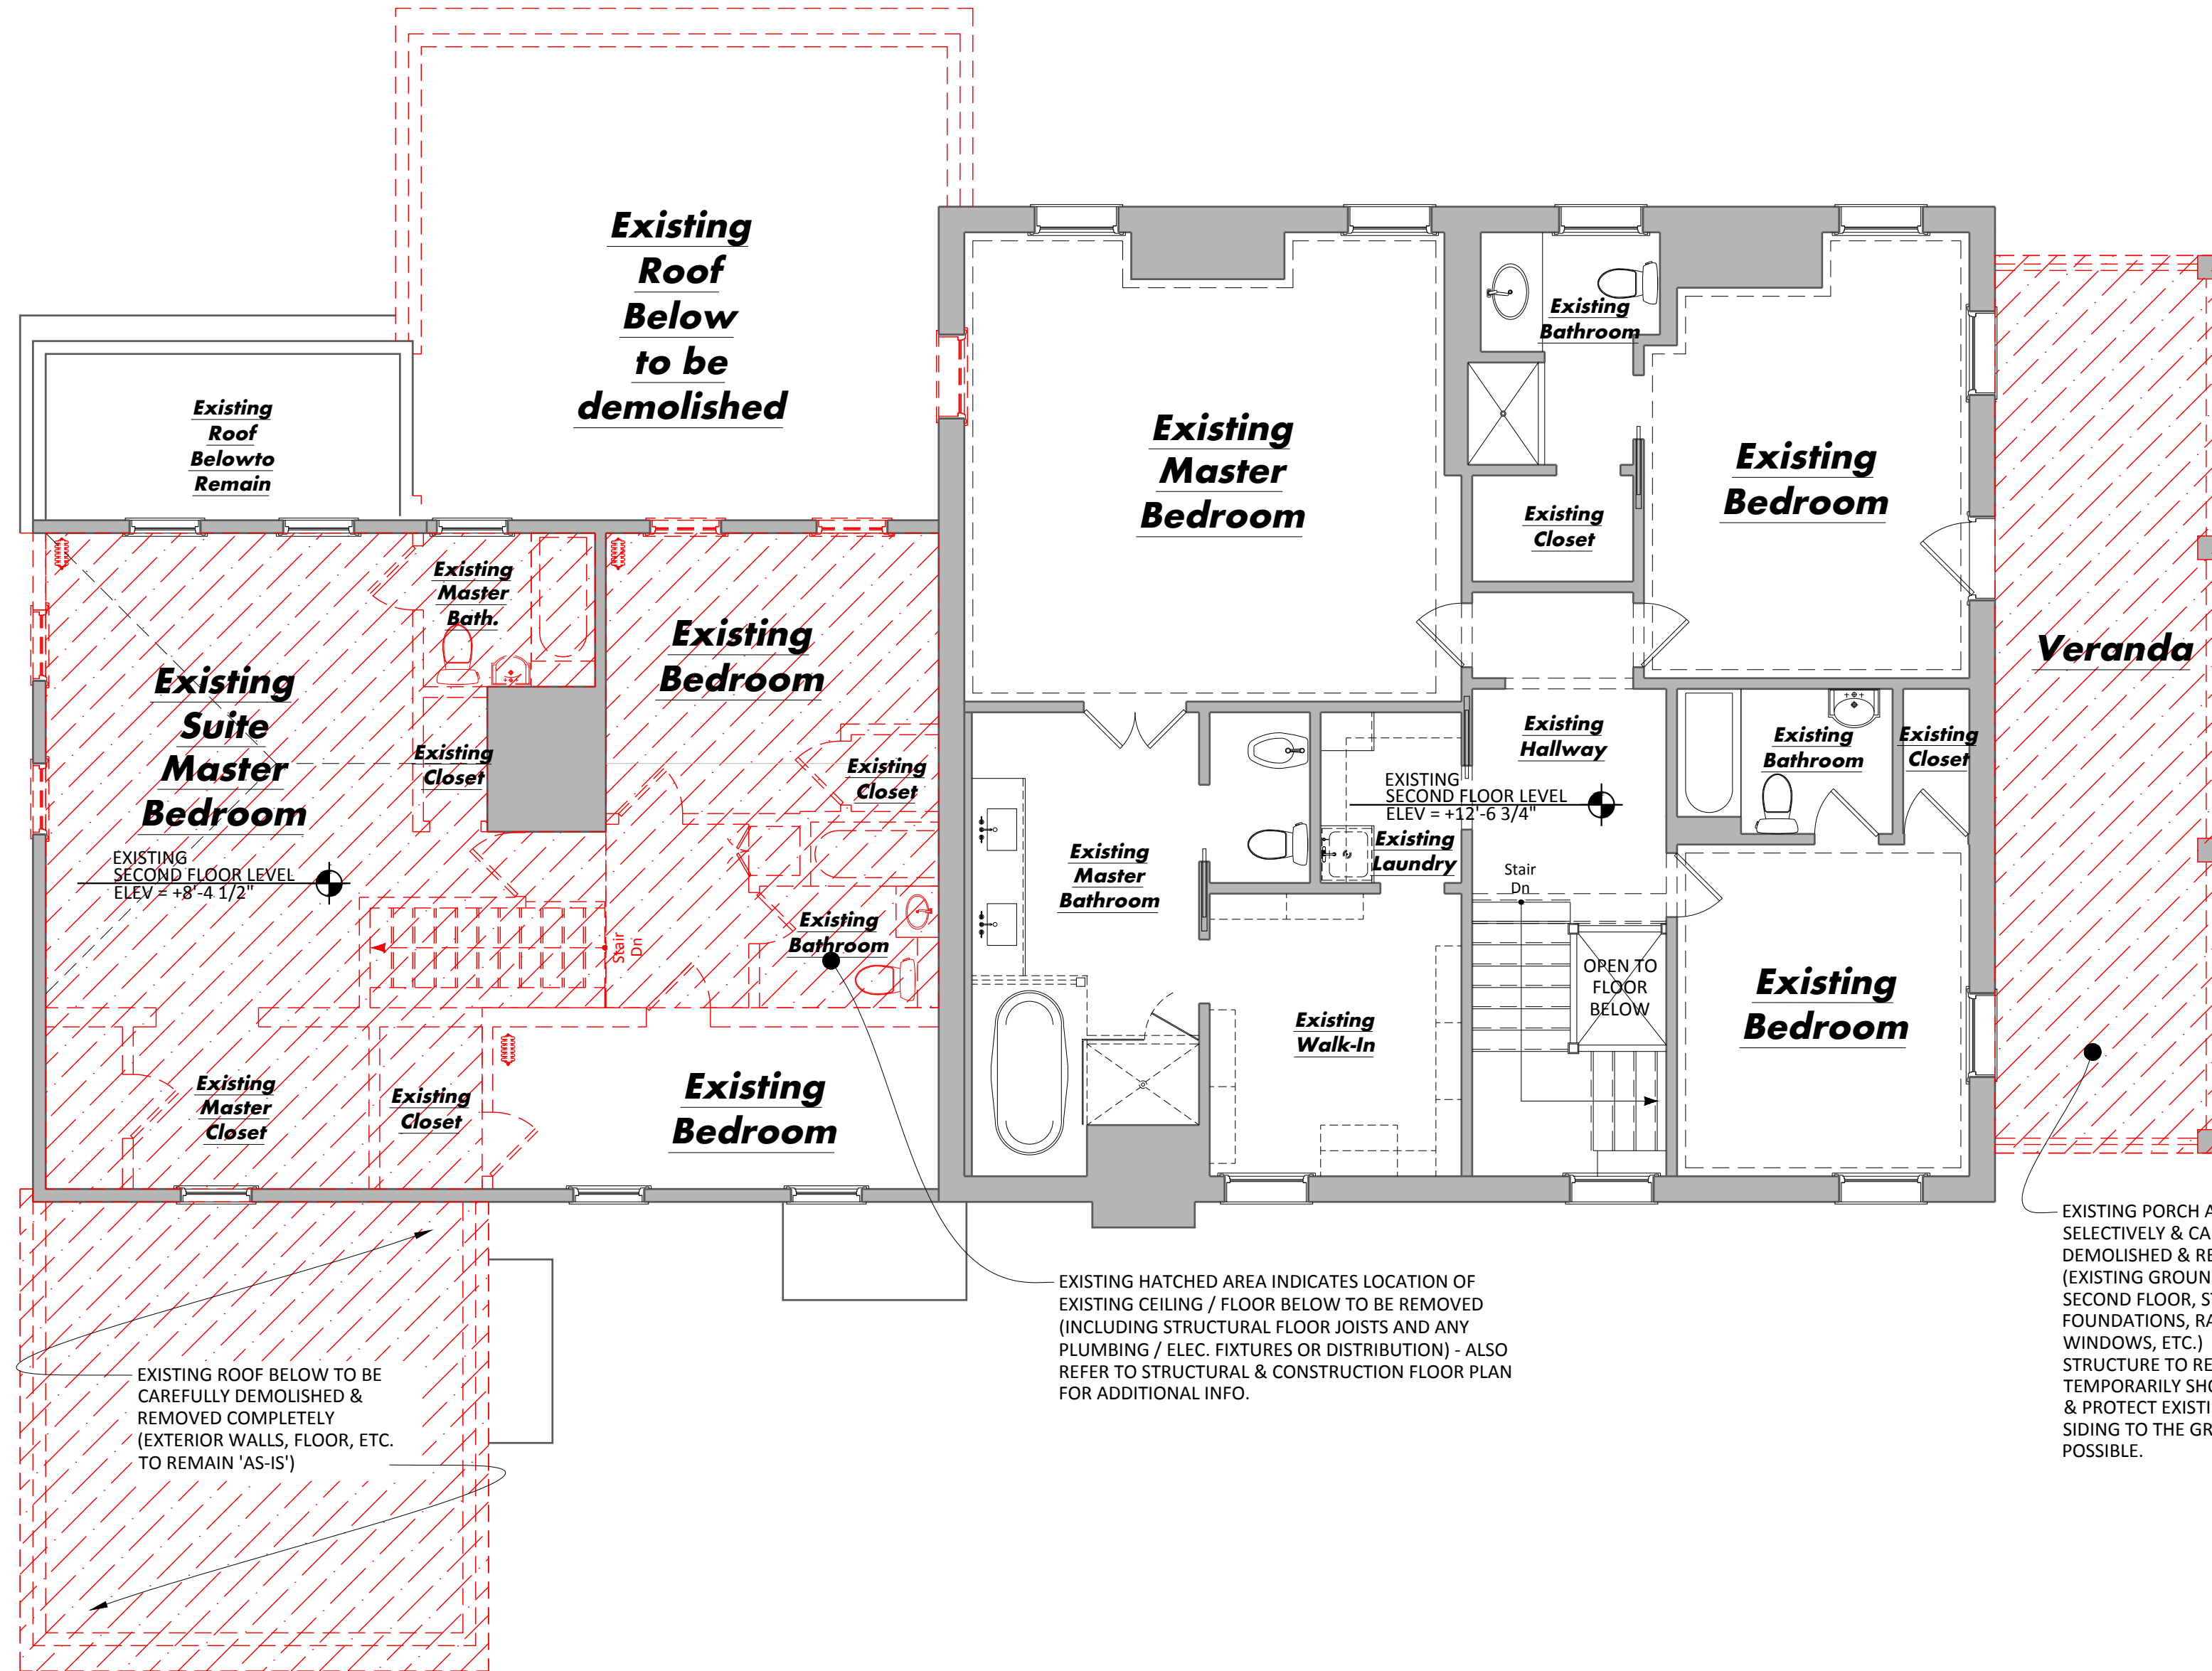 Existing
Roof
Below
to be
demolished
Existing
Roof
Belowto
Remain
Existing
Master
Bedroom
Existing
Bathroom
Existing
Bedroom
Existing
Closet
Existing
Master
Bath.
Existing
Bedroom
Existing
Suite
Master
Bedroom
Existing
Closet
Existing
Closet
Veranda
Existing
Hallway
Existing
Bathroom
Existing
Closet
EXISTING
SECOND FLOOR LEVEL
ELEV = +12'-6 3/4"
Existing
Laundry
Existing
Master
Bathroom
EXISTING
SECOND FLOOR LEVEL
ELEV = +8'-4 1/2"
Stair
Dn
Existing
Bathroom
Stair
Dn
OPEN TO
FLOOR
BELOW
Existing
Bedroom
Existing
Walk-In
Existing
Master
Closet
Existing
Closet
Existing
Bedroom
EXISTING HATCHED AREA INDICATES LOCATION OF
EXISTING CEILING / FLOOR BELOW TO BE REMOVED
(INCLUDING STRUCTURAL FLOOR JOISTS AND ANY
PLUMBING / ELEC. FIXTURES OR DISTRIBUTION) - ALSO
REFER TO STRUCTURAL & CONSTRUCTION FLOOR PLAN
FOR ADDITIONAL INFO.
EXISTING ROOF BELOW TO BE
CAREFULLY DEMOLISHED &
REMOVED COMPLETELY
(EXTERIOR WALLS, FLOOR, ETC.
TO REMAIN 'AS-IS')
EXISTING PORCH
SELECTIVELY &
DEMOLISHED &
(EXISTING
SECOND FLOOR,
FOUNDATIONS,
WINDOWS, ETC.)
STRUCTURE TO
TEMPORARILY
& PROTECT
SIDING TO THE
POSSIBLE.